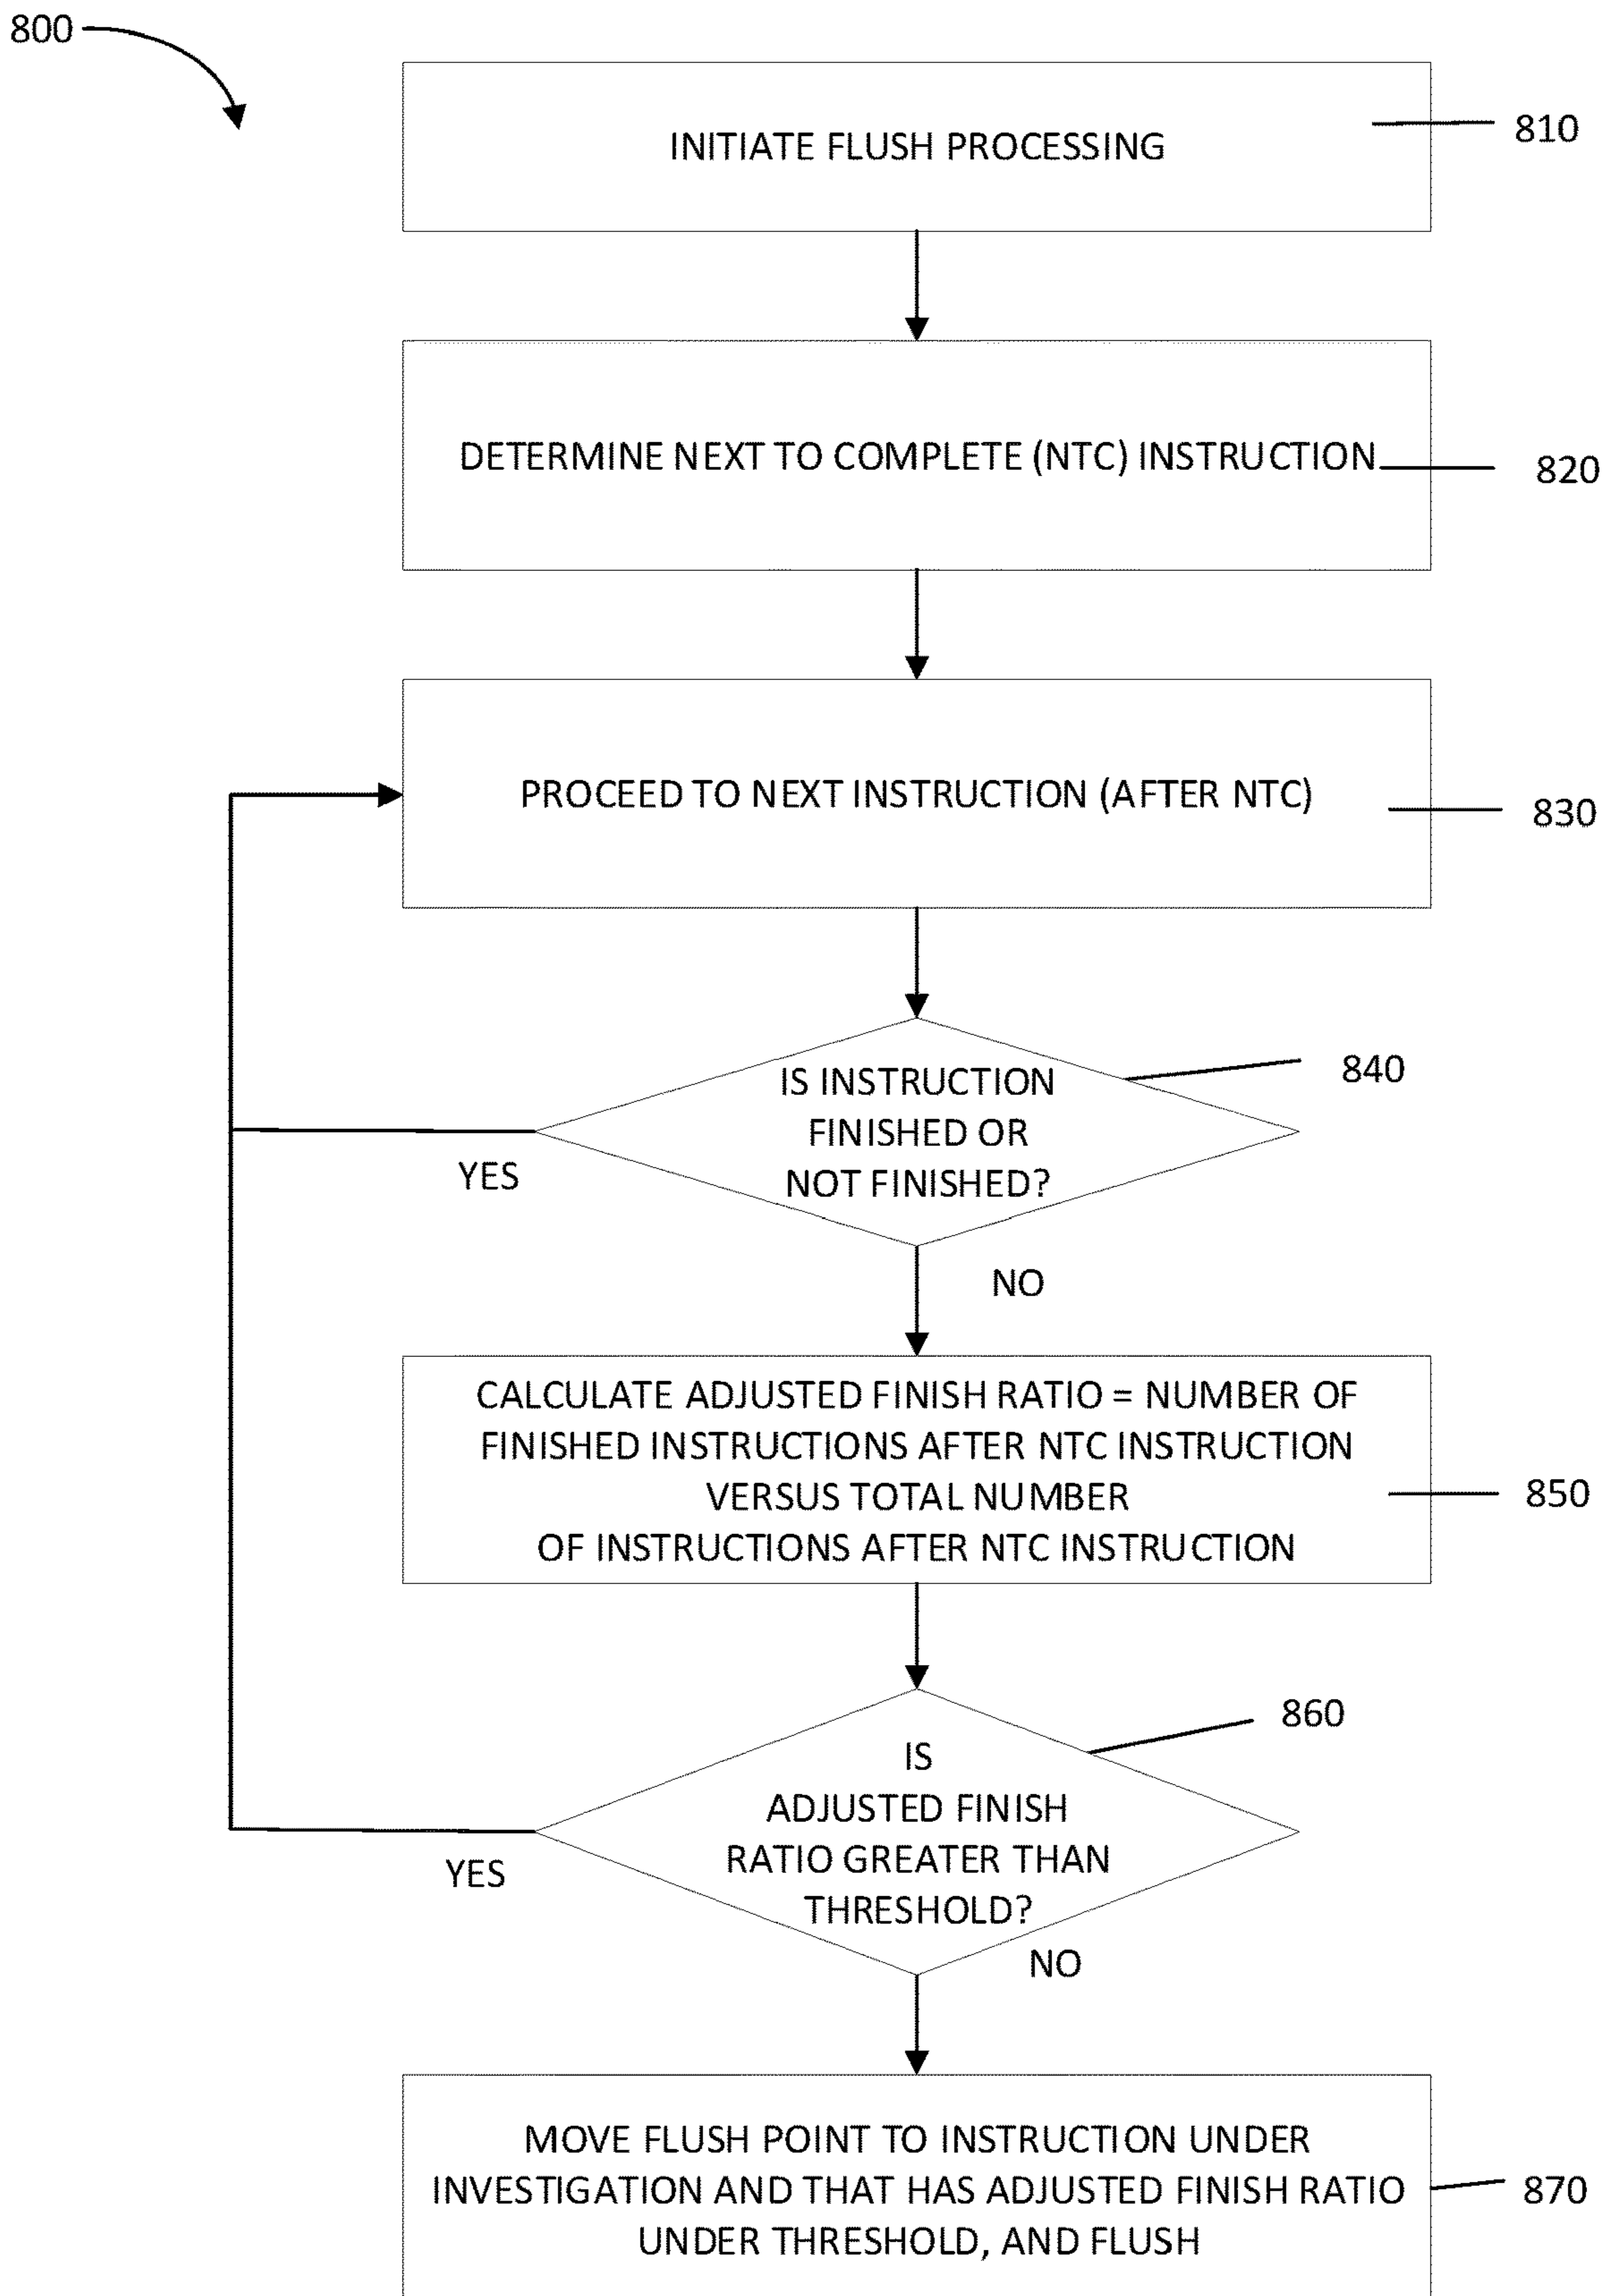 800
INITIATE FLUSH PROCESSING
810
DETERMINE NEXT TO COMPLETE (NTC) INSTRUCTION
820
PROCEED TO NEXT INSTRUCTION (AFTER NTC)
830
IS INSTRUCTION
FINISHED OR
NOT FINISHED?
840
YES
NO
CALCULATE ADJUSTED FINISH RATIO = NUMBER OF
FINISHED INSTRUCTIONS AFTER NTC INSTRUCTION
VERSUS TOTAL NUMBER
OF INSTRUCTIONS AFTER NTC INSTRUCTION
850
IS
ADJUSTED FINISH
RATIO GREATER THAN
THRESHOLD?
860
YES
NO
MOVE FLUSH POINT TO INSTRUCTION UNDER
INVESTIGATION AND THAT HAS ADJUSTED FINISH RATIO
UNDER THRESHOLD, AND FLUSH
870